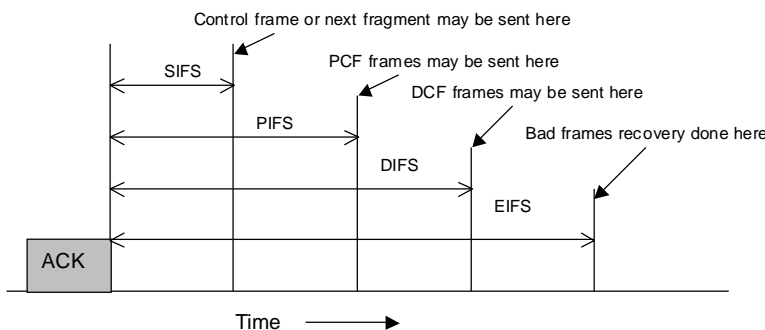 Control frame or next fragment may be sent here
SIFS
PCF frames may be sent here
PIFS
DCF frames may be sent here
DIFS
Bad frames recovery done here
EIFS
ACK
Time